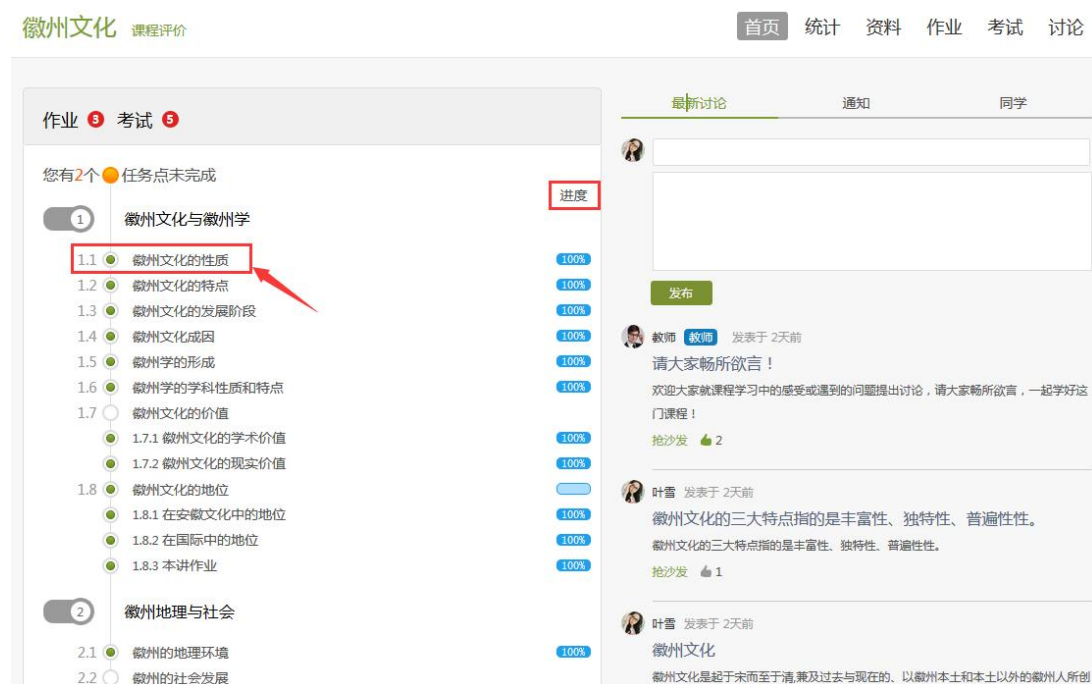 徽州文化 课程评价
首页 统计 资料 作业 考试 讨论
作业 3 考试 5
您有2个 任务点未完成
进度
1 徽州文化与徽州学
1.1 徽州文化的性质 100%
1.2 徽州文化的特点 100%
1.3 徽州文化的发展阶段 100%
1.4 徽州文化成因 100%
1.5 徽州学的形成 100%
1.6 徽州学的学科性质和特点 100%
1.7 徽州文化的价值
1.7.1 徽州文化的学术价值 100%
1.7.2 徽州文化的现实价值 100%
1.8 徽州文化的地位
1.8.1 在安徽文化中的地位 100%
1.8.2 在国际中的地位 100%
1.8.3 本讲作业 100%
2 徽州地理与社会
2.1 徽州的地理环境 100%
2.2 徽州的社会发展
最新讨论 通知 同学
发布
教师 教师 发表于 2天前
请大家畅所欲言！
欢迎大家就课程学习中的感受或遇到的问题提出讨论，请大家畅所欲言，一起学好这
门课程！
抢沙发 2
叶雪 发表于 2天前
徽州文化的三大特点指的是丰富性、独特性、普遍性性。
徽州文化的三大特点指的是丰富性、独特性、普遍性性。
抢沙发 1
叶雪 发表于 2天前
徽州文化
徽州文化是起于宋而至于清,兼及过去与现在的、以徽州本土和本土以外的徽州人所创